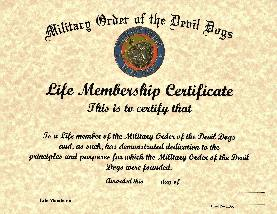 Military Order of the Devil Dogs
Life Membership Certificate
This is to certify that
Is a Life member of the Military Order of the Devil Dogs
and, as such, has demonstrated dedication to the
principles and purposes for which the Military Order of the Devil
Dogs were founded.
Awarded this day of